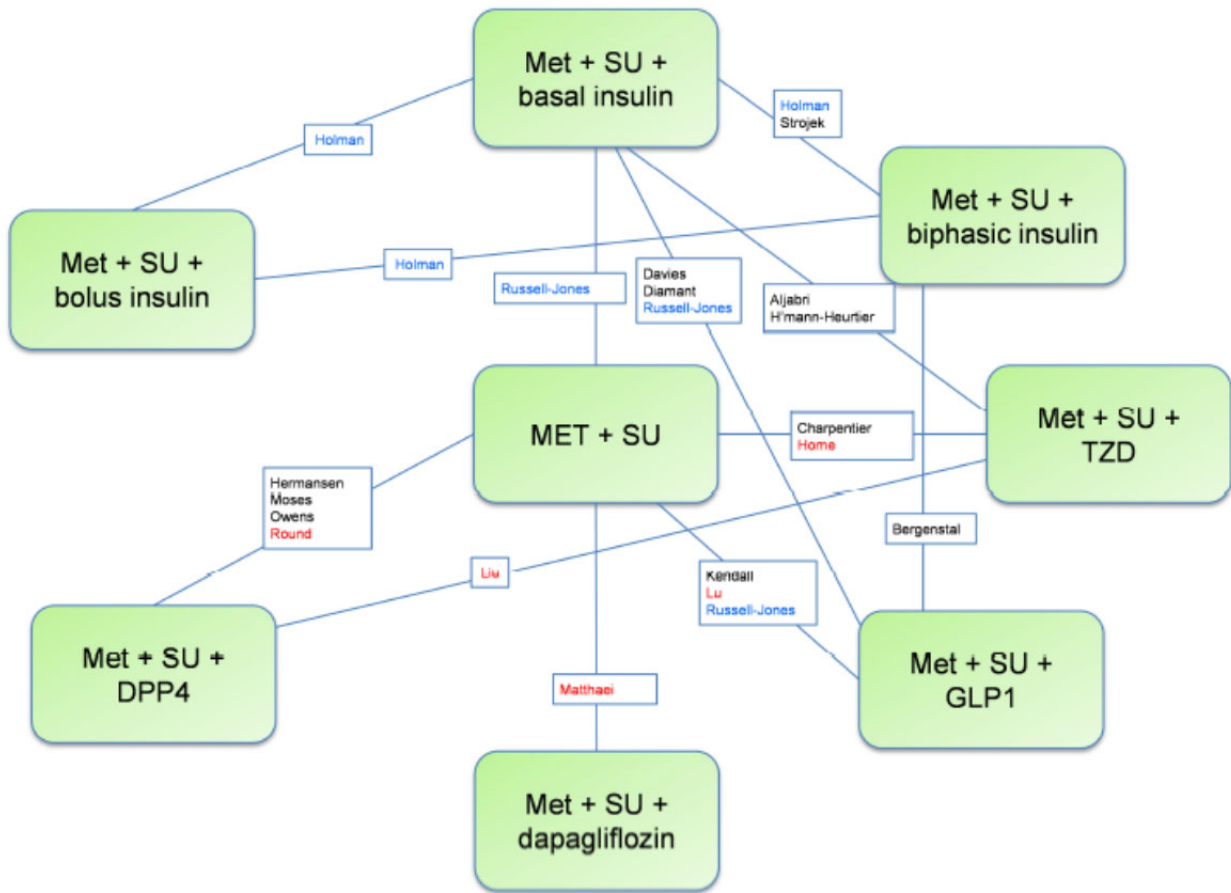 Met + SU +
basal insulin
Holman
Strojek
Holman
Met + SU +
biphasic insulin
Met + SU +
bolus insulin
Holman
Russell-Jones
Davies
Diamant
Russell-Jones
Aljabri
H'mann-Heurtier
MET + SU
Charpentier
Home
Met + SU +
TZD
Hermansen
Moses
Owens
Round
Bergenstal
Liu
Kendall
Lu
Russell-Jones
Met + SU +
DPP4
Met + SU +
GLP1
Matthaei
Met + SU +
dapagliflozin